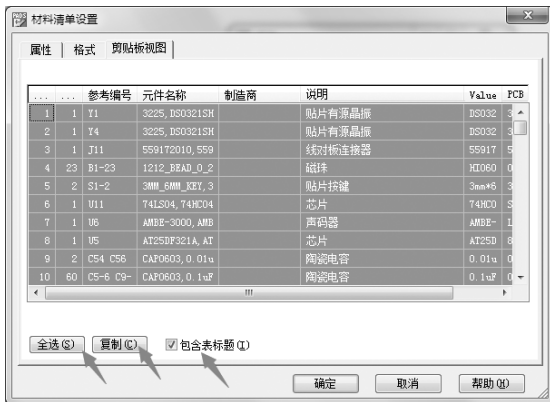 PADS 材料清单设置
属性 格式 剪贴板视图
... ... 参考编号 元件名称 制造商 说明 Value PCB
1 1 Y1 3225, DSO321SH 贴片有源晶振 DSO32 3
2 1 Y4 3225, DSO321SH 贴片有源晶振 DSO32 3
3 1 J11 559172010, 559 线对板连接器 55917 5
4 23 B1-23 1212_BEAD_0_2 磁珠 HI060 0
5 2 S1-2 3MM_6MM_KEY, 3 贴片按键 3mm*6 3
6 1 U11 74LS04, 74HC04 芯片 74HC0 S
7 1 U6 AMBE-3000, AMB 声码器 AMBE- L
8 1 U5 AT25DF321A, AT 芯片 AT25D 8
9 2 C54 C56 CAP0603, 0.01u 陶瓷电容 0.01u 0
10 60 C5-6 C9- CAP0603, 0.1uF 陶瓷电容 0.1uF 0
全选(S) 复制(C) 包含表标题(I)
确定 取消 帮助(H)